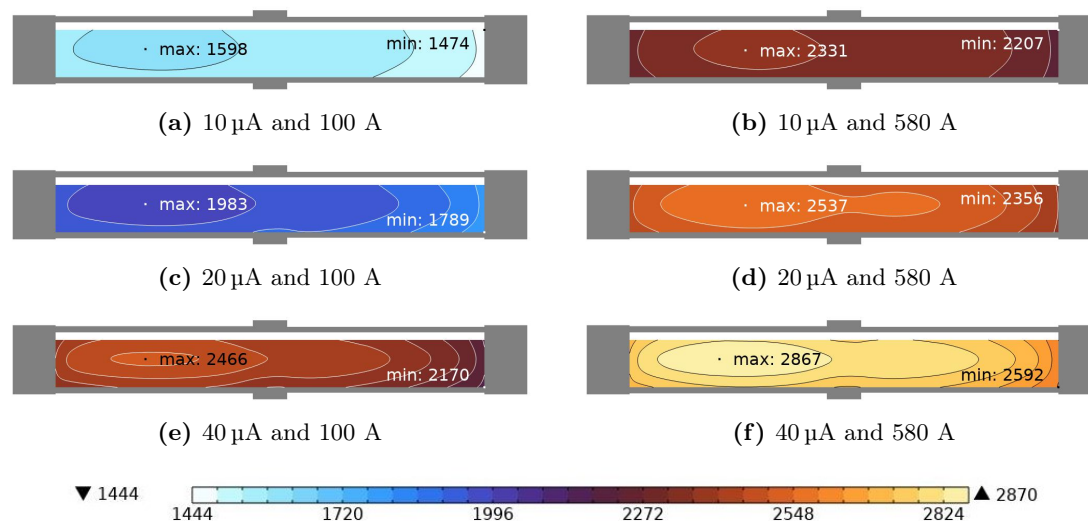 max: 1598
min: 1474
max: 2331
min: 2207
(a) 10 µA and 100 A
(b) 10 µA and 580 A
max: 1983
min: 1789
max: 2537
min: 2356
(c) 20 µA and 100 A
(d) 20 µA and 580 A
max: 2466
min: 2170
max: 2867
min: 2592
(e) 40 µA and 100 A
(f) 40 µA and 580 A
▼ 1444
▲ 2870
1444 1720 1996 2272 2548 2824